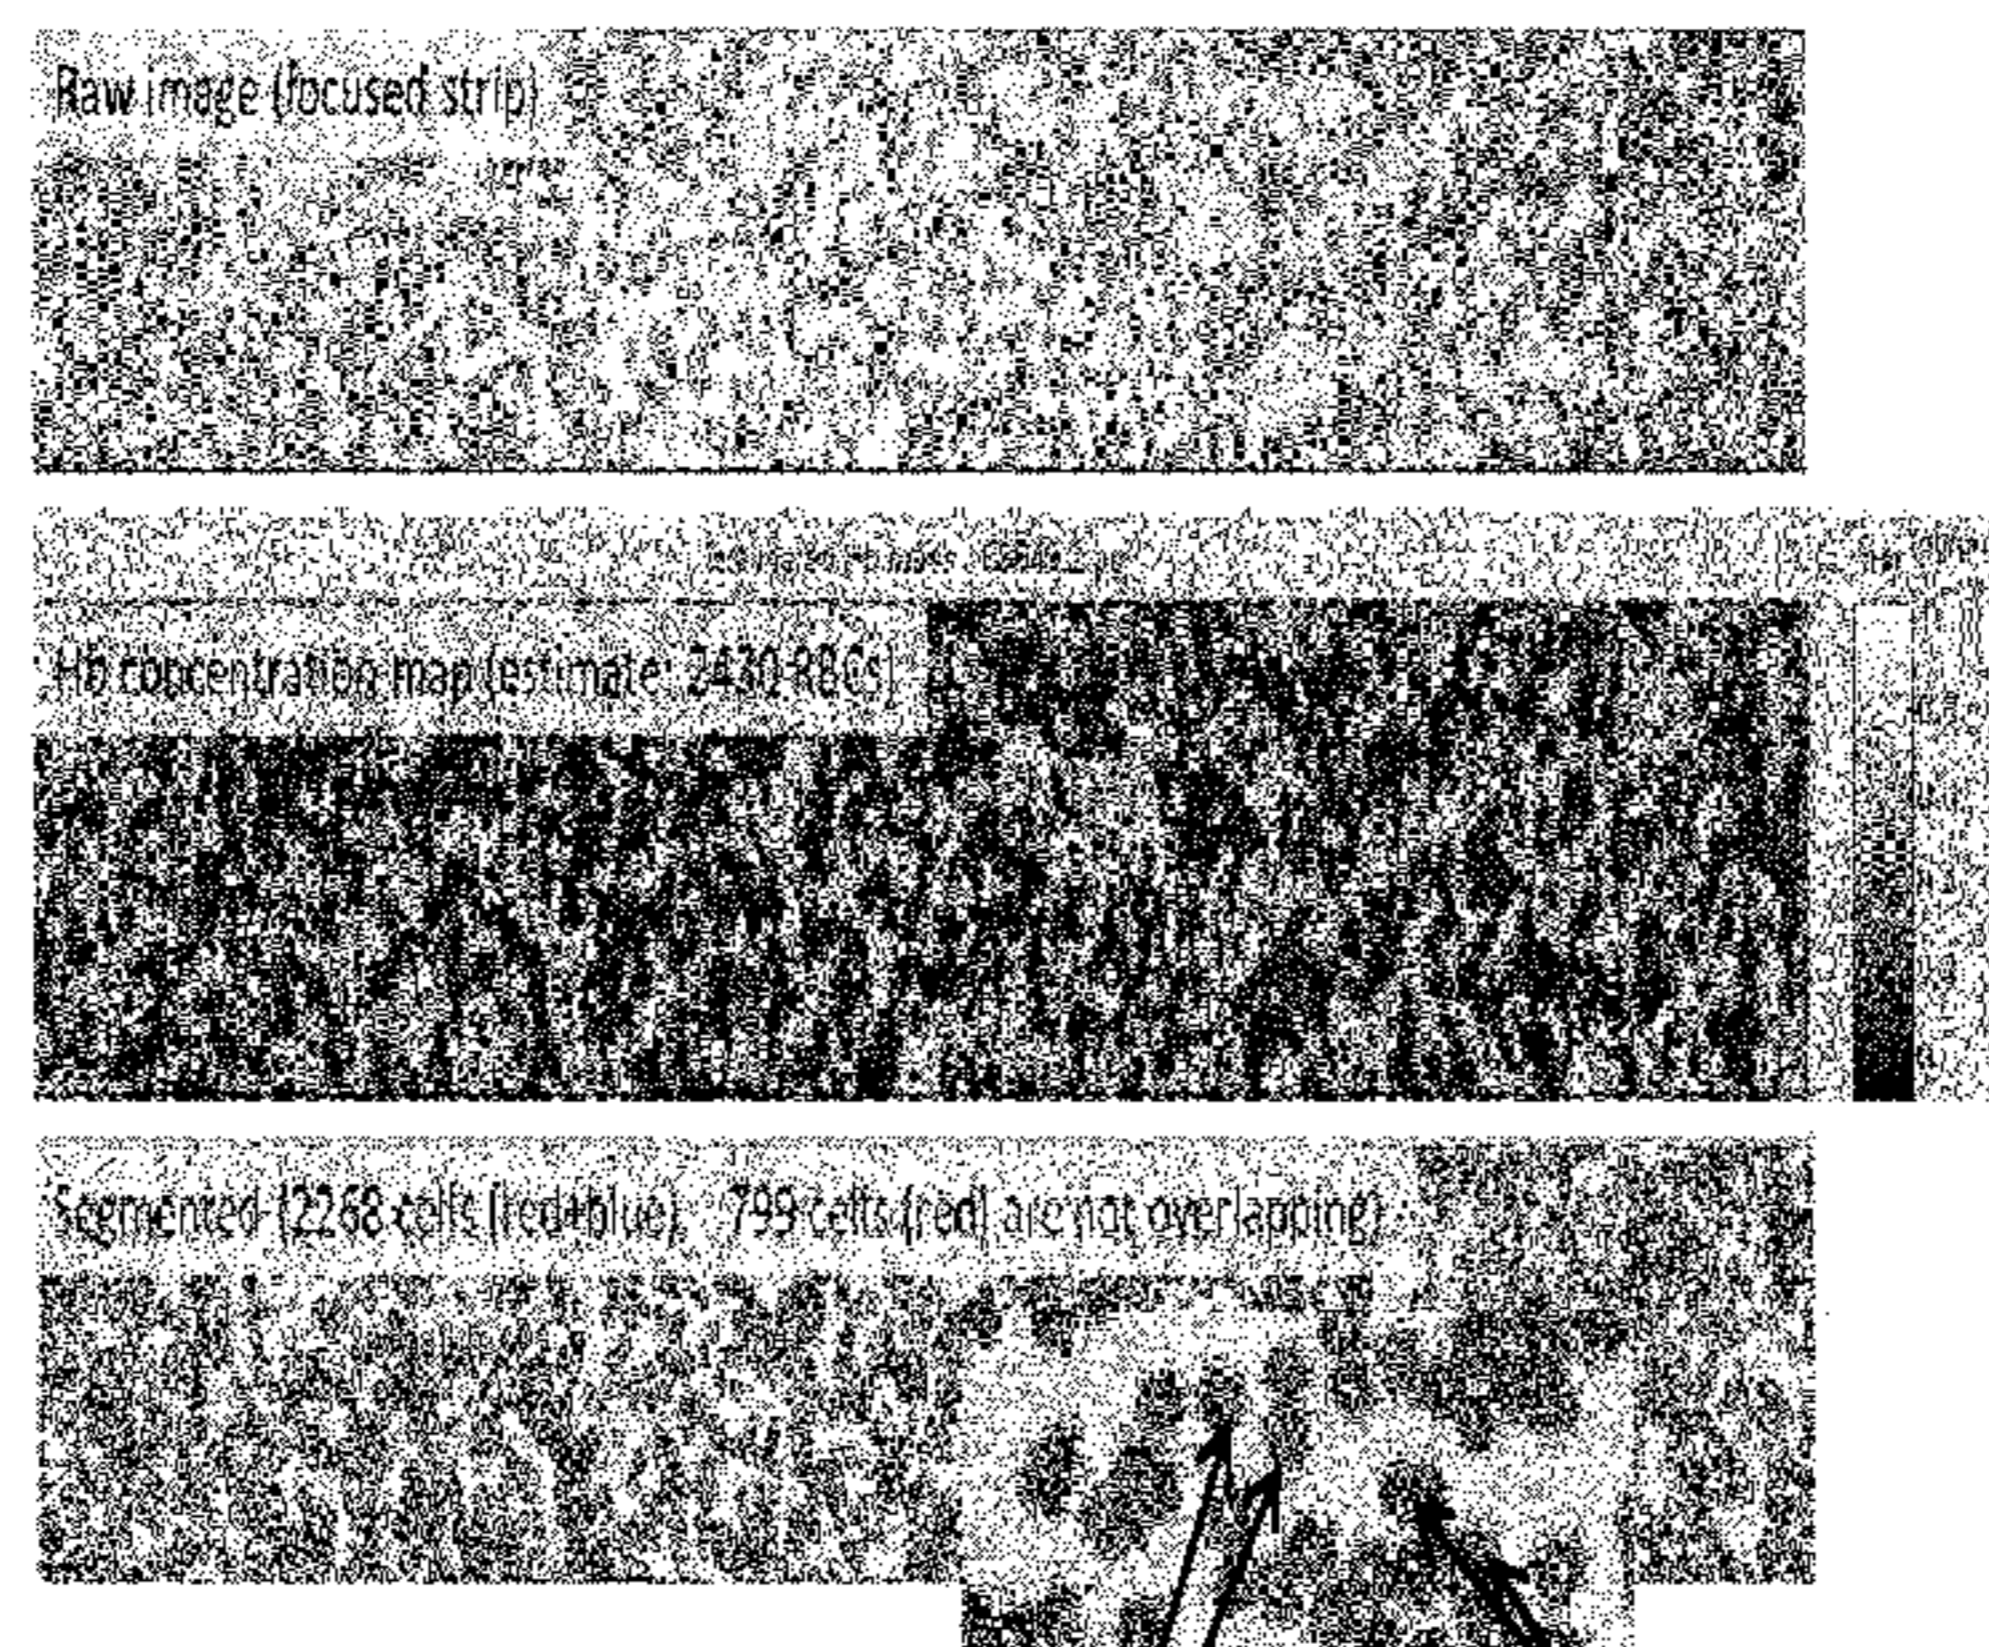 Raw image (focused strip)
Hb concentration map (estimate: 2430 RBCs)
Segmented (2268 cells (red+blue) 799 cells (red) are not overlapping)